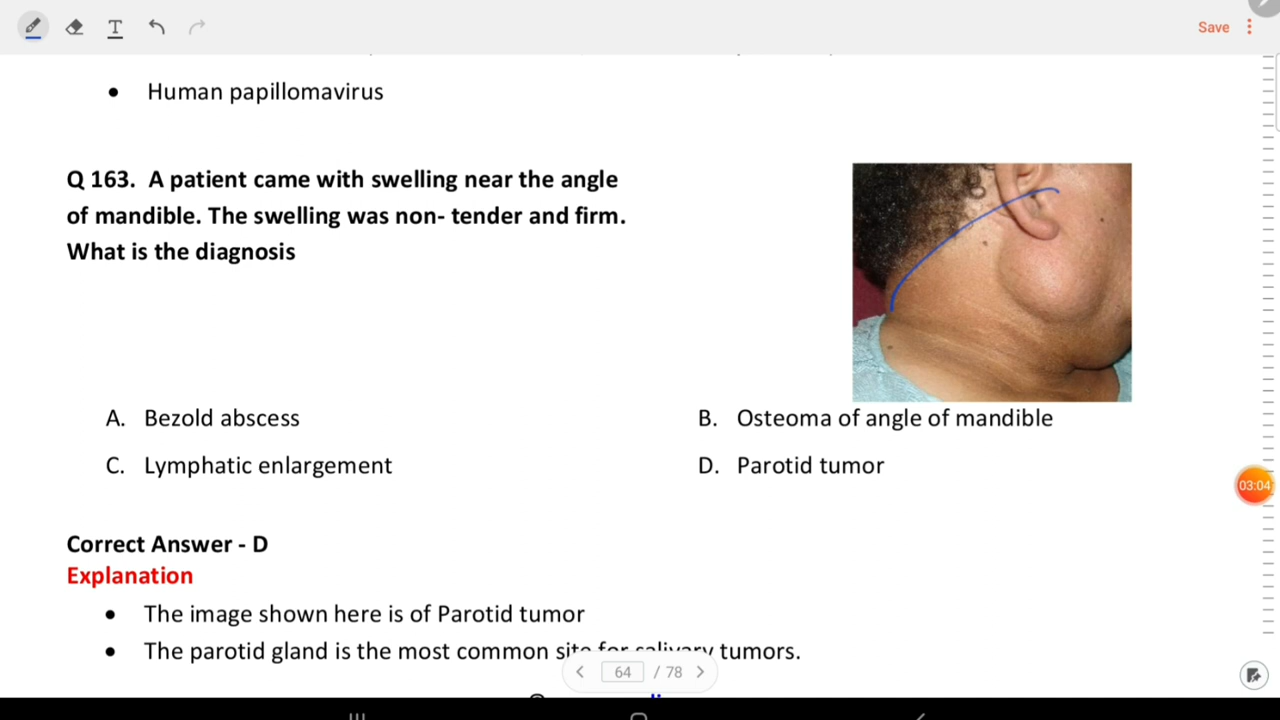 Save
Human papillomavirus
Q 163. A patient came with swelling near the angle
of mandible. The swelling was non- tender and firm.
What is the diagnosis
A. Bezold abscess
B. Osteoma of angle of mandible
C. Lymphatic enlargement
D. Parotid tumor
03:04
Correct Answer - D
Explanation
The image shown here is of Parotid tumor
The parotid gland is the most common site for salivary tumors.
64 / 78